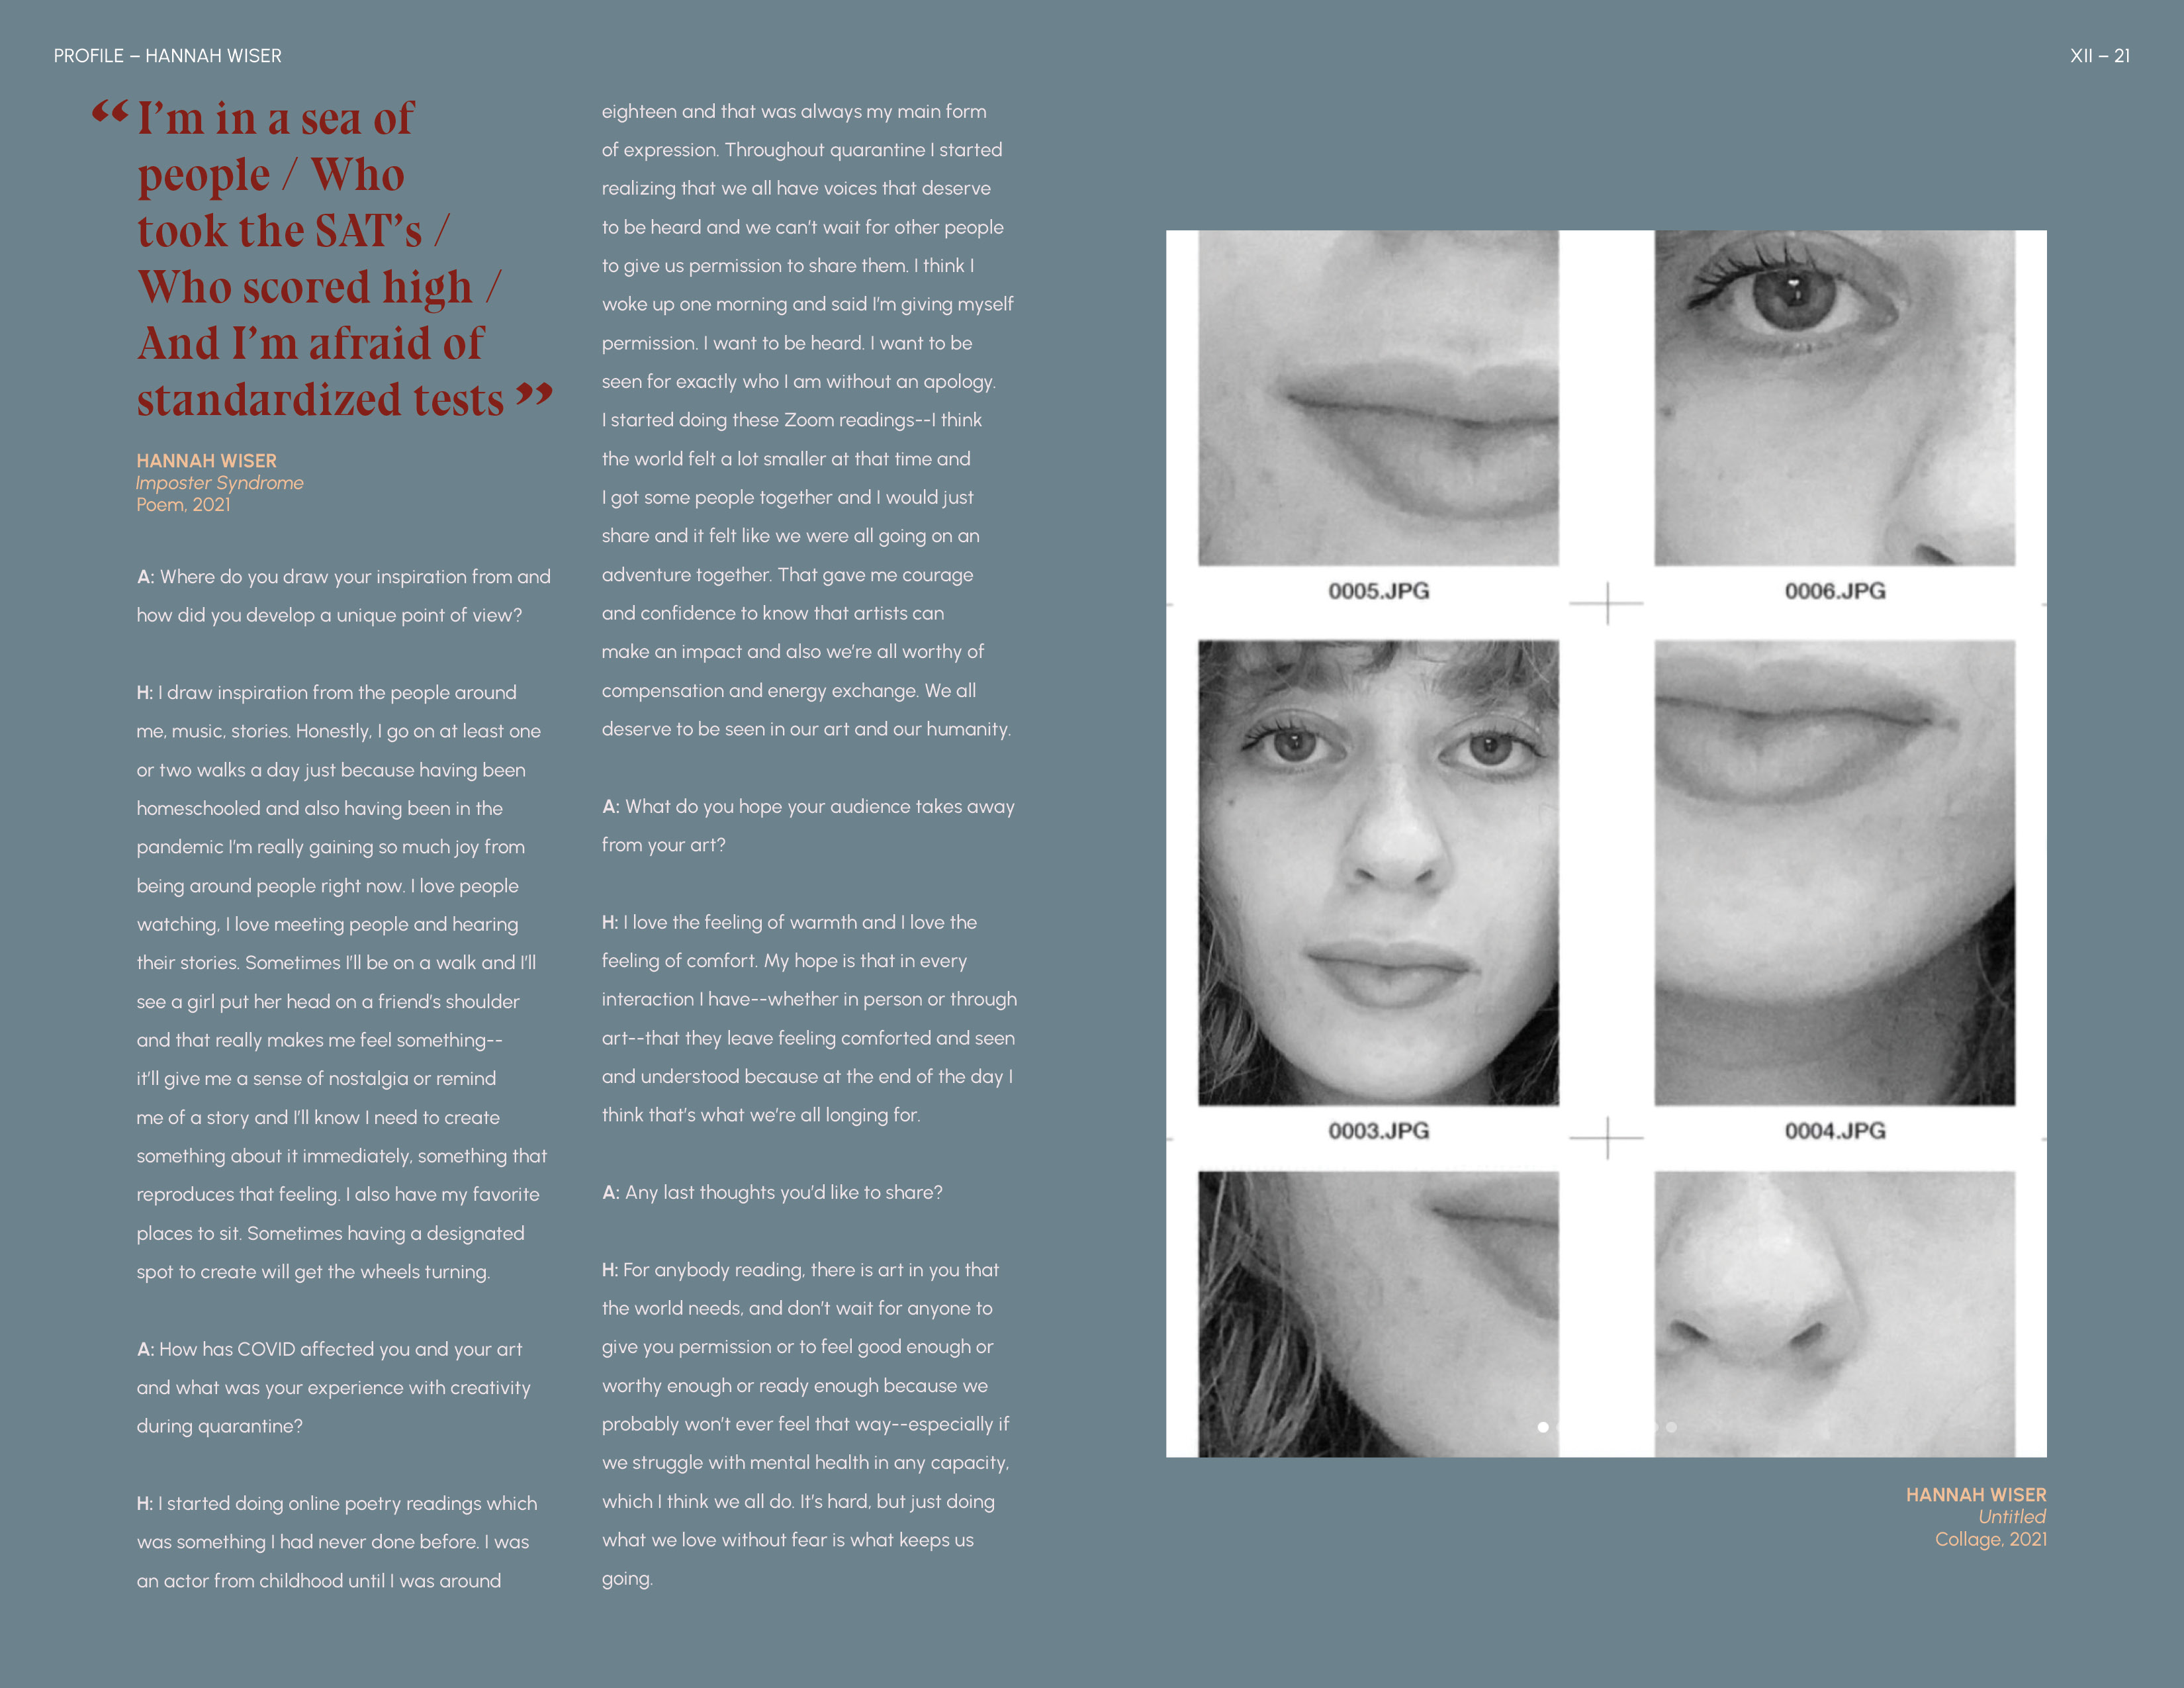 PROFILE – HANNAH WISER
XII – 21
“ I’m in a sea of
people / Who
took the SAT’s /
Who scored high /
And I’m afraid of
standardized tests ”
HANNAH WISER
Imposter Syndrome
Poem, 2021
A: Where do you draw your inspiration from and
how did you develop a unique point of view?
H: I draw inspiration from the people around
me, music, stories. Honestly, I go on at least one
or two walks a day just because having been
homeschooled and also having been in the
pandemic I’m really gaining so much joy from
being around people right now. I love people
watching, I love meeting people and hearing
their stories. Sometimes I’ll be on a walk and I’ll
see a girl put her head on a friend’s shoulder
and that really makes me feel something--
it’ll give me a sense of nostalgia or remind
me of a story and I’ll know I need to create
something about it immediately, something that
reproduces that feeling. I also have my favorite
places to sit. Sometimes having a designated
spot to create will get the wheels turning.
A: How has COVID affected you and your art
and what was your experience with creativity
during quarantine?
H: I started doing online poetry readings which
was something I had never done before. I was
an actor from childhood until I was around
eighteen and that was always my main form
of expression. Throughout quarantine I started
realizing that we all have voices that deserve
to be heard and we can’t wait for other people
to give us permission to share them. I think I
woke up one morning and said I’m giving myself
permission. I want to be heard. I want to be
seen for exactly who I am without an apology.
I started doing these Zoom readings--I think
the world felt a lot smaller at that time and
I got some people together and I would just
share and it felt like we were all going on an
adventure together. That gave me courage
and confidence to know that artists can
make an impact and also we’re all worthy of
compensation and energy exchange. We all
deserve to be seen in our art and our humanity.
A: What do you hope your audience takes away
from your art?
H: I love the feeling of warmth and I love the
feeling of comfort. My hope is that in every
interaction I have--whether in person or through
art--that they leave feeling comforted and seen
and understood because at the end of the day I
think that’s what we’re all longing for.
A: Any last thoughts you’d like to share?
H: For anybody reading, there is art in you that
the world needs, and don’t wait for anyone to
give you permission or to feel good enough or
worthy enough or ready enough because we
probably won’t ever feel that way--especially if
we struggle with mental health in any capacity,
which I think we all do. It’s hard, but just doing
what we love without fear is what keeps us
going.
0005.JPG
0006.JPG
0003.JPG
0004.JPG
HANNAH WISER
Untitled
Collage, 2021